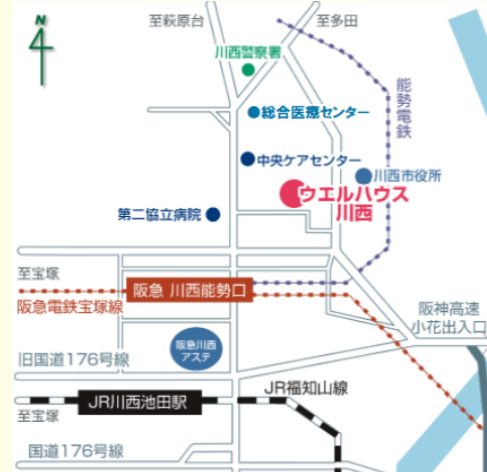 N
至萩原台
至多田
川西警察署
能勢電鉄
総合医療センター
中央ケアセンター
川西市役所
ウエルハウス
川西
第二協立病院
至宝塚
阪急 川西能勢口
阪急電鉄宝塚線
阪神高速
小花出入口
阪急川西
アステ
旧国道176号線
JR福知山線
JR川西池田駅
至宝塚
国道176号線